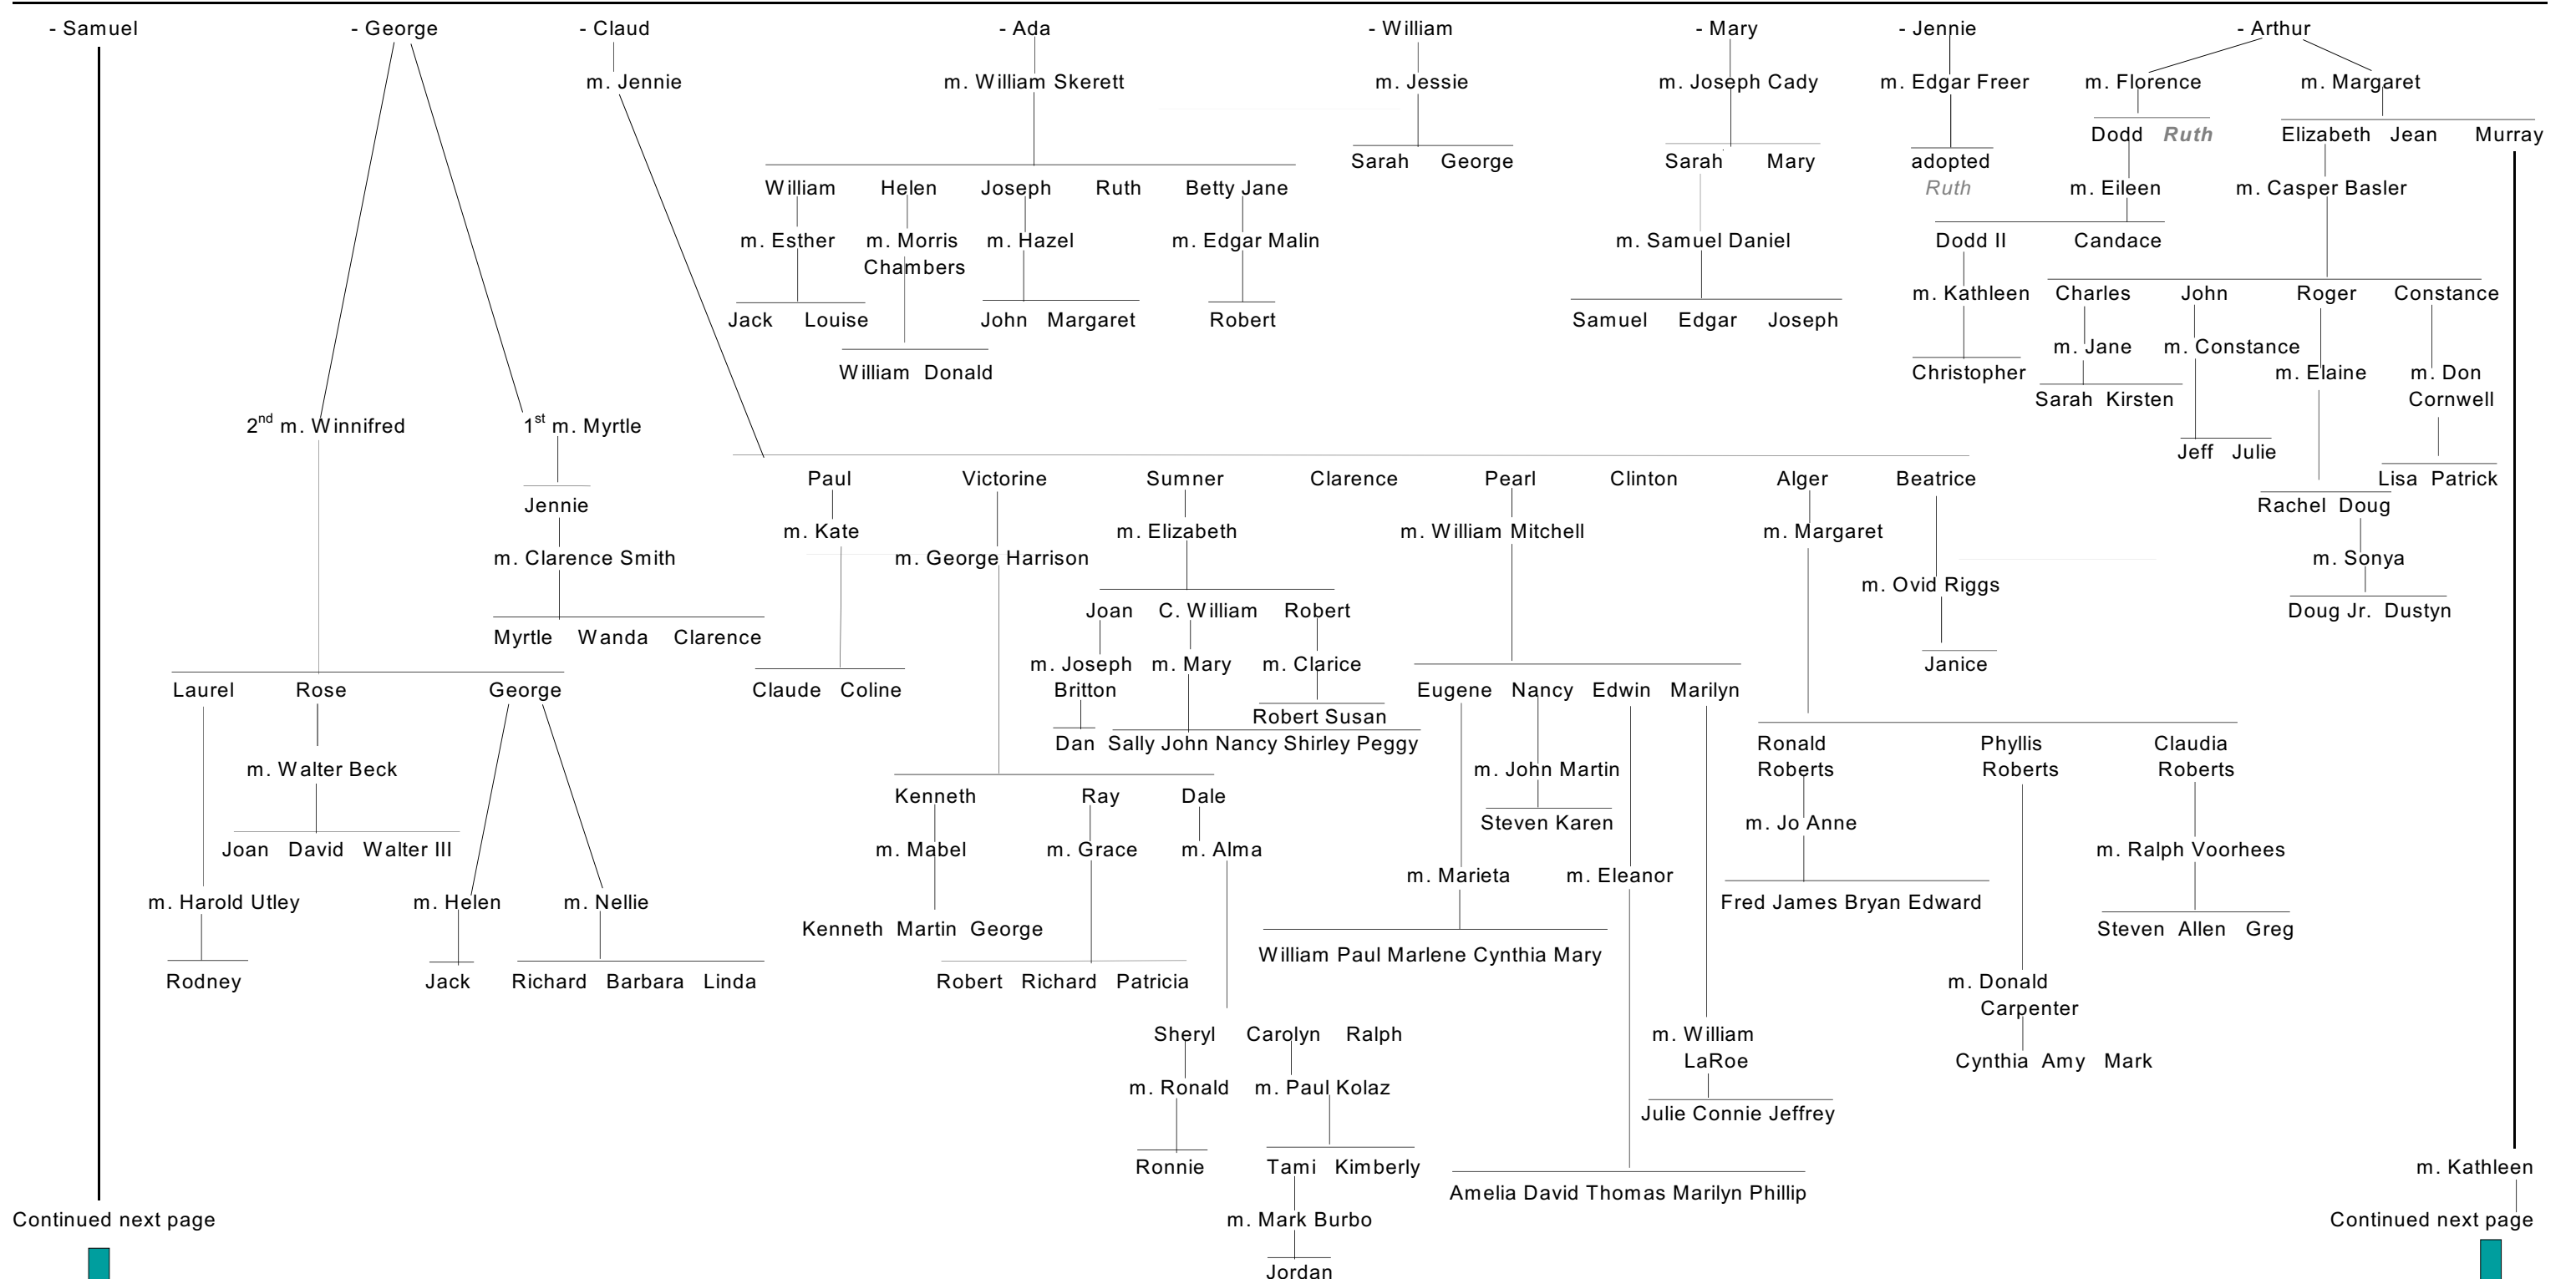 - Samuel - George - Claud - Ada - William - Mary - Jennie - Arthur
m. Jennie m. William Skerett m. Jessie m. Joseph Cady m. Edgar Freer m. Florence m. Margaret
Dodd Ruth Elizabeth Jean Murray
Sarah George Sarah Mary adopted
William Helen Joseph Ruth Betty Jane Ruth m. Eileen m. Casper Basler
m. Esther m. Morris m. Hazel m. Edgar Malin m. Samuel Daniel Dodd II Candace
Chambers
m. Kathleen Charles John Roger Constance
Jack Louise John Margaret Robert Samuel Edgar Joseph
m. Jane m. Constance
William Donald Christopher m. Elaine m. Don
Sarah Kirsten Cornwell
2nd m. Winnifred 1st m. Myrtle
Jeff Julie
Paul Victorine Sumner Clarence Pearl Clinton Alger Beatrice Lisa Patrick
Jennie Rachel Doug
m. Kate m. Elizabeth m. William Mitchell m. Margaret
m. Clarence Smith m. George Harrison m. Sonya
m. Ovid Riggs
Joan C. William Robert Doug Jr. Dustyn
Myrtle Wanda Clarence
m. Joseph m. Mary m. Clarice Janice
Laurel Rose George Claude Coline Britton Eugene Nancy Edwin Marilyn
Robert Susan
Dan Sally John Nancy Shirley Peggy Ronald Phyllis Claudia
m. Walter Beck m. John Martin Roberts Roberts Roberts
Kenneth Ray Dale
Steven Karen m. Jo Anne
Joan David Walter III m. Mabel m. Grace m. Alma m. Ralph Voorhees
m. Marieta m. Eleanor
m. Harold Utley m. Helen m. Nellie Fred James Bryan Edward
Kenneth Martin George Steven Allen Greg
William Paul Marlene Cynthia Mary
Rodney Jack Richard Barbara Linda Robert Richard Patricia m. Donald
Carpenter
Sheryl Carolyn Ralph m. William
LaRoe Cynthia Amy Mark
m. Ronald m. Paul Kolaz
Julie Connie Jeffrey
Ronnie Tami Kimberly m. Kathleen
Amelia David Thomas Marilyn Phillip
Continued next page m. Mark Burbo Continued next page
Jordan